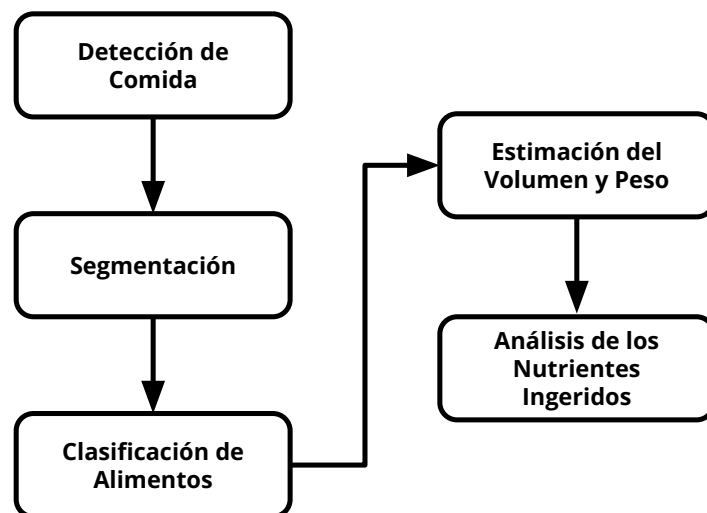 Detección de
Comida
Segmentación
Clasificación de
Alimentos
Estimación del
Volumen y Peso
Análisis de los
Nutrientes
Ingeridos